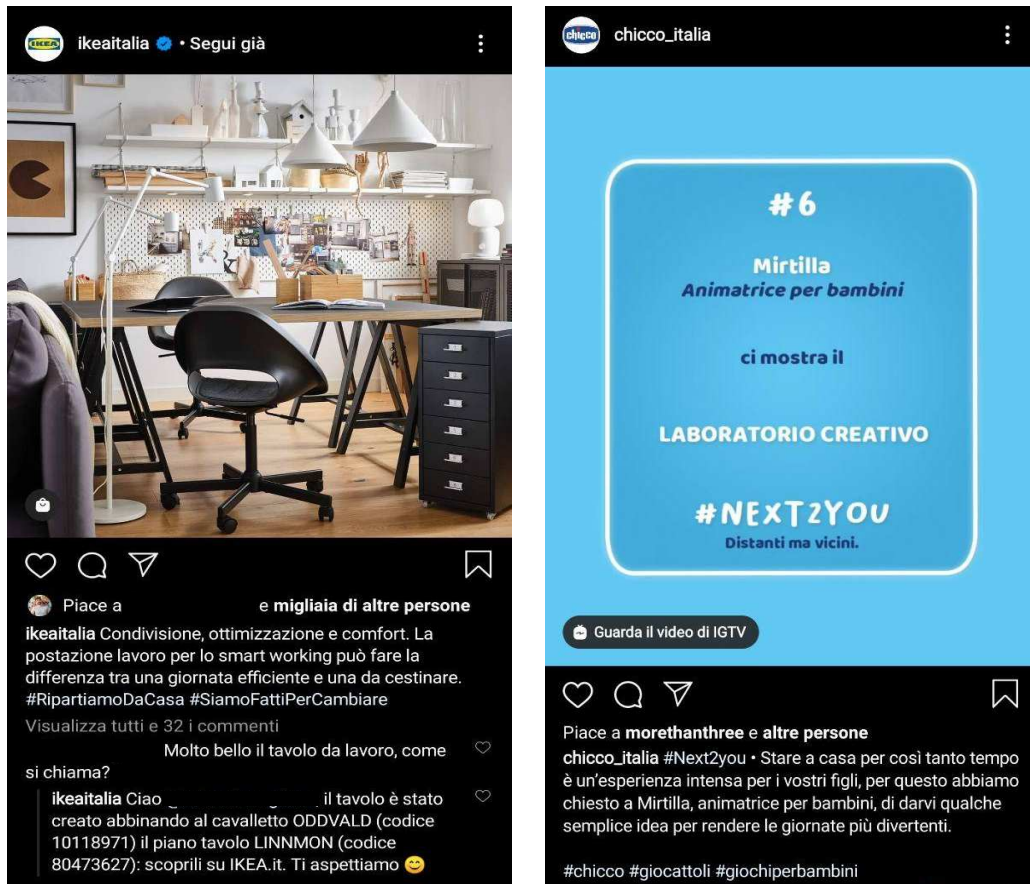 IKEA
ikeaitalia • Segui già
Piace a e migliaia di altre persone
ikeaitalia Condivisione, ottimizzazione e comfort. La
postazione lavoro per lo smart working può fare la
differenza tra una giornata efficiente e una da cestinare.
#RipartiamoDaCasa #SiamoFattiPerCambiare
Visualizza tutti e 32 i commenti
Molto bello il tavolo da lavoro, come
si chiama?
ikeaitalia Ciao , il tavolo è stato
creato abbinando al cavalletto ODDVALD (codice
10118971) il piano tavolo LINNMON (codice
80473627): scoprili su IKEA.it. Ti aspettiamo 😊
chicco
chicco_italia
#6
Mirtilla
Animatrice per bambini
ci mostra il
LABORATORIO CREATIVO
#NEXT2YOU
Distanti ma vicini.
Guarda il video di IGTV
Piace a morethanthree e altre persone
chicco_italia #Next2you • Stare a casa per così tanto tempo
è un'esperienza intensa per i vostri figli, per questo abbiamo
chiesto a Mirtilla, animatrice per bambini, di darvi qualche
semplice idea per rendere le giornate più divertenti.
#chicco #giocattoli #giochiperbambini